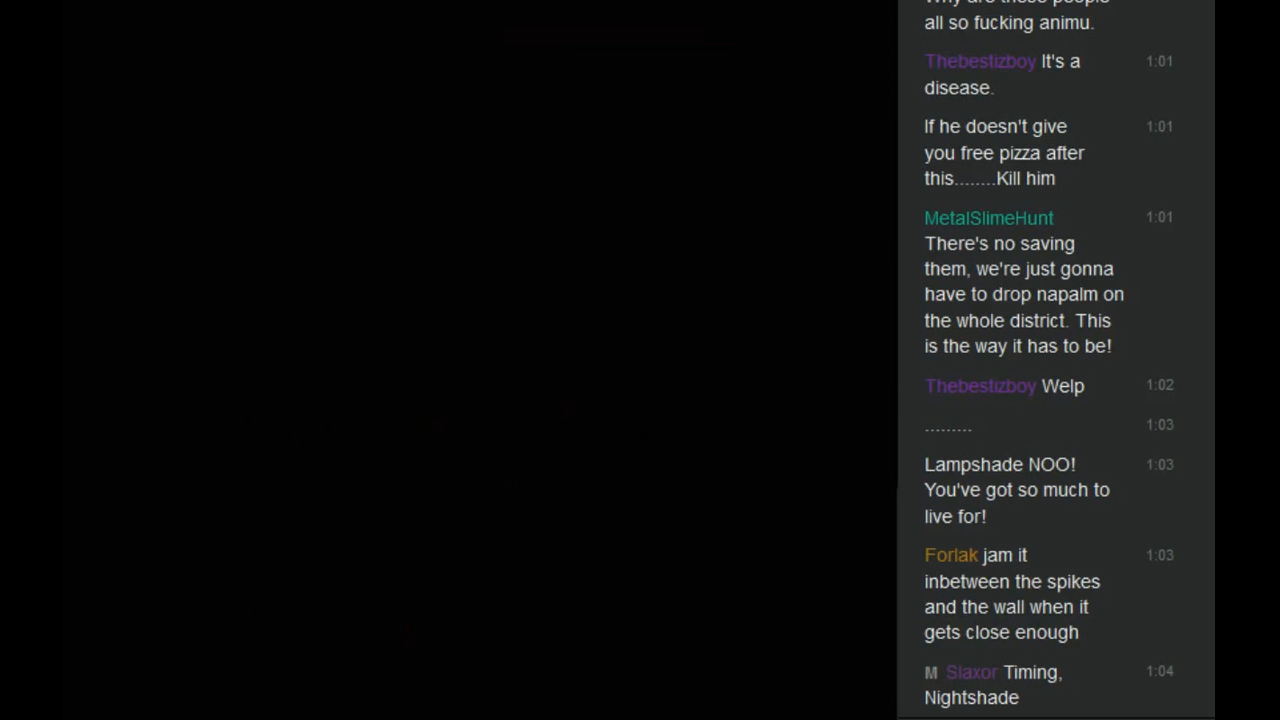 Why are these people
all so fucking animu.
Thebestizboy It's a 1:01
disease.
If he doesn't give 1:01
you free pizza after
this........Kill him
MetalSlimeHunt 1:01
There's no saving
them, we're just gonna
have to drop napalm on
the whole district. This
is the way it has to be!
Thebestizboy Welp 1:02
......... 1:03
Lampshade NOO! 1:03
You've got so much to
live for!
Forlak jam it 1:03
inbetween the spikes
and the wall when it
gets close enough
M Slaxor Timing, 1:04
Nightshade